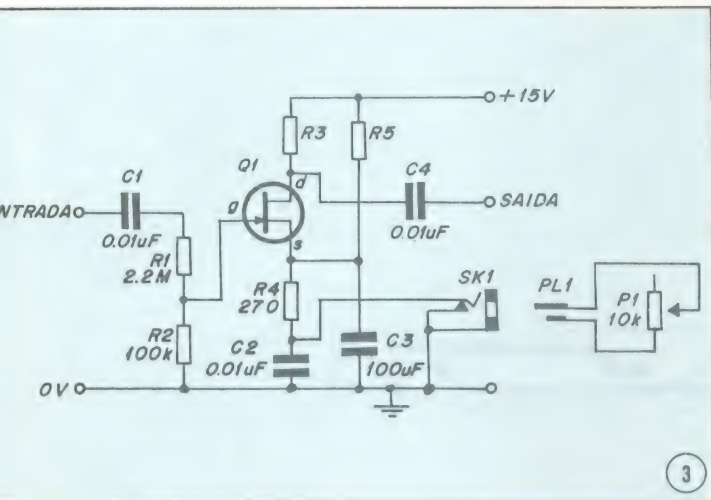 +15V
R3
R5
Q1
C1
d
C4
g
NTRADA
SAIDA
0.01uF
0.01uF
s
R1
2.2M
R4
270
SK1
PL1
P1
10k
R2
100k
C2
0.01uF
C3
100uF
0V
3